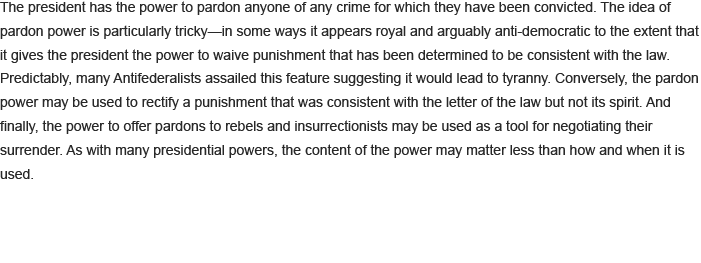 The president has the power to pardon anyone of any crime for which they have been convicted. The idea of
pardon power is particularly tricky—in some ways it appears royal and arguably anti-democratic to the extent that
it gives the president the power to waive punishment that has been determined to be consistent with the law.
Predictably, many Antifederalists assailed this feature suggesting it would lead to tyranny. Conversely, the pardon
power may be used to rectify a punishment that was consistent with the letter of the law but not its spirit. And
finally, the power to offer pardons to rebels and insurrectionists may be used as a tool for negotiating their
surrender. As with many presidential powers, the content of the power may matter less than how and when it is
used.